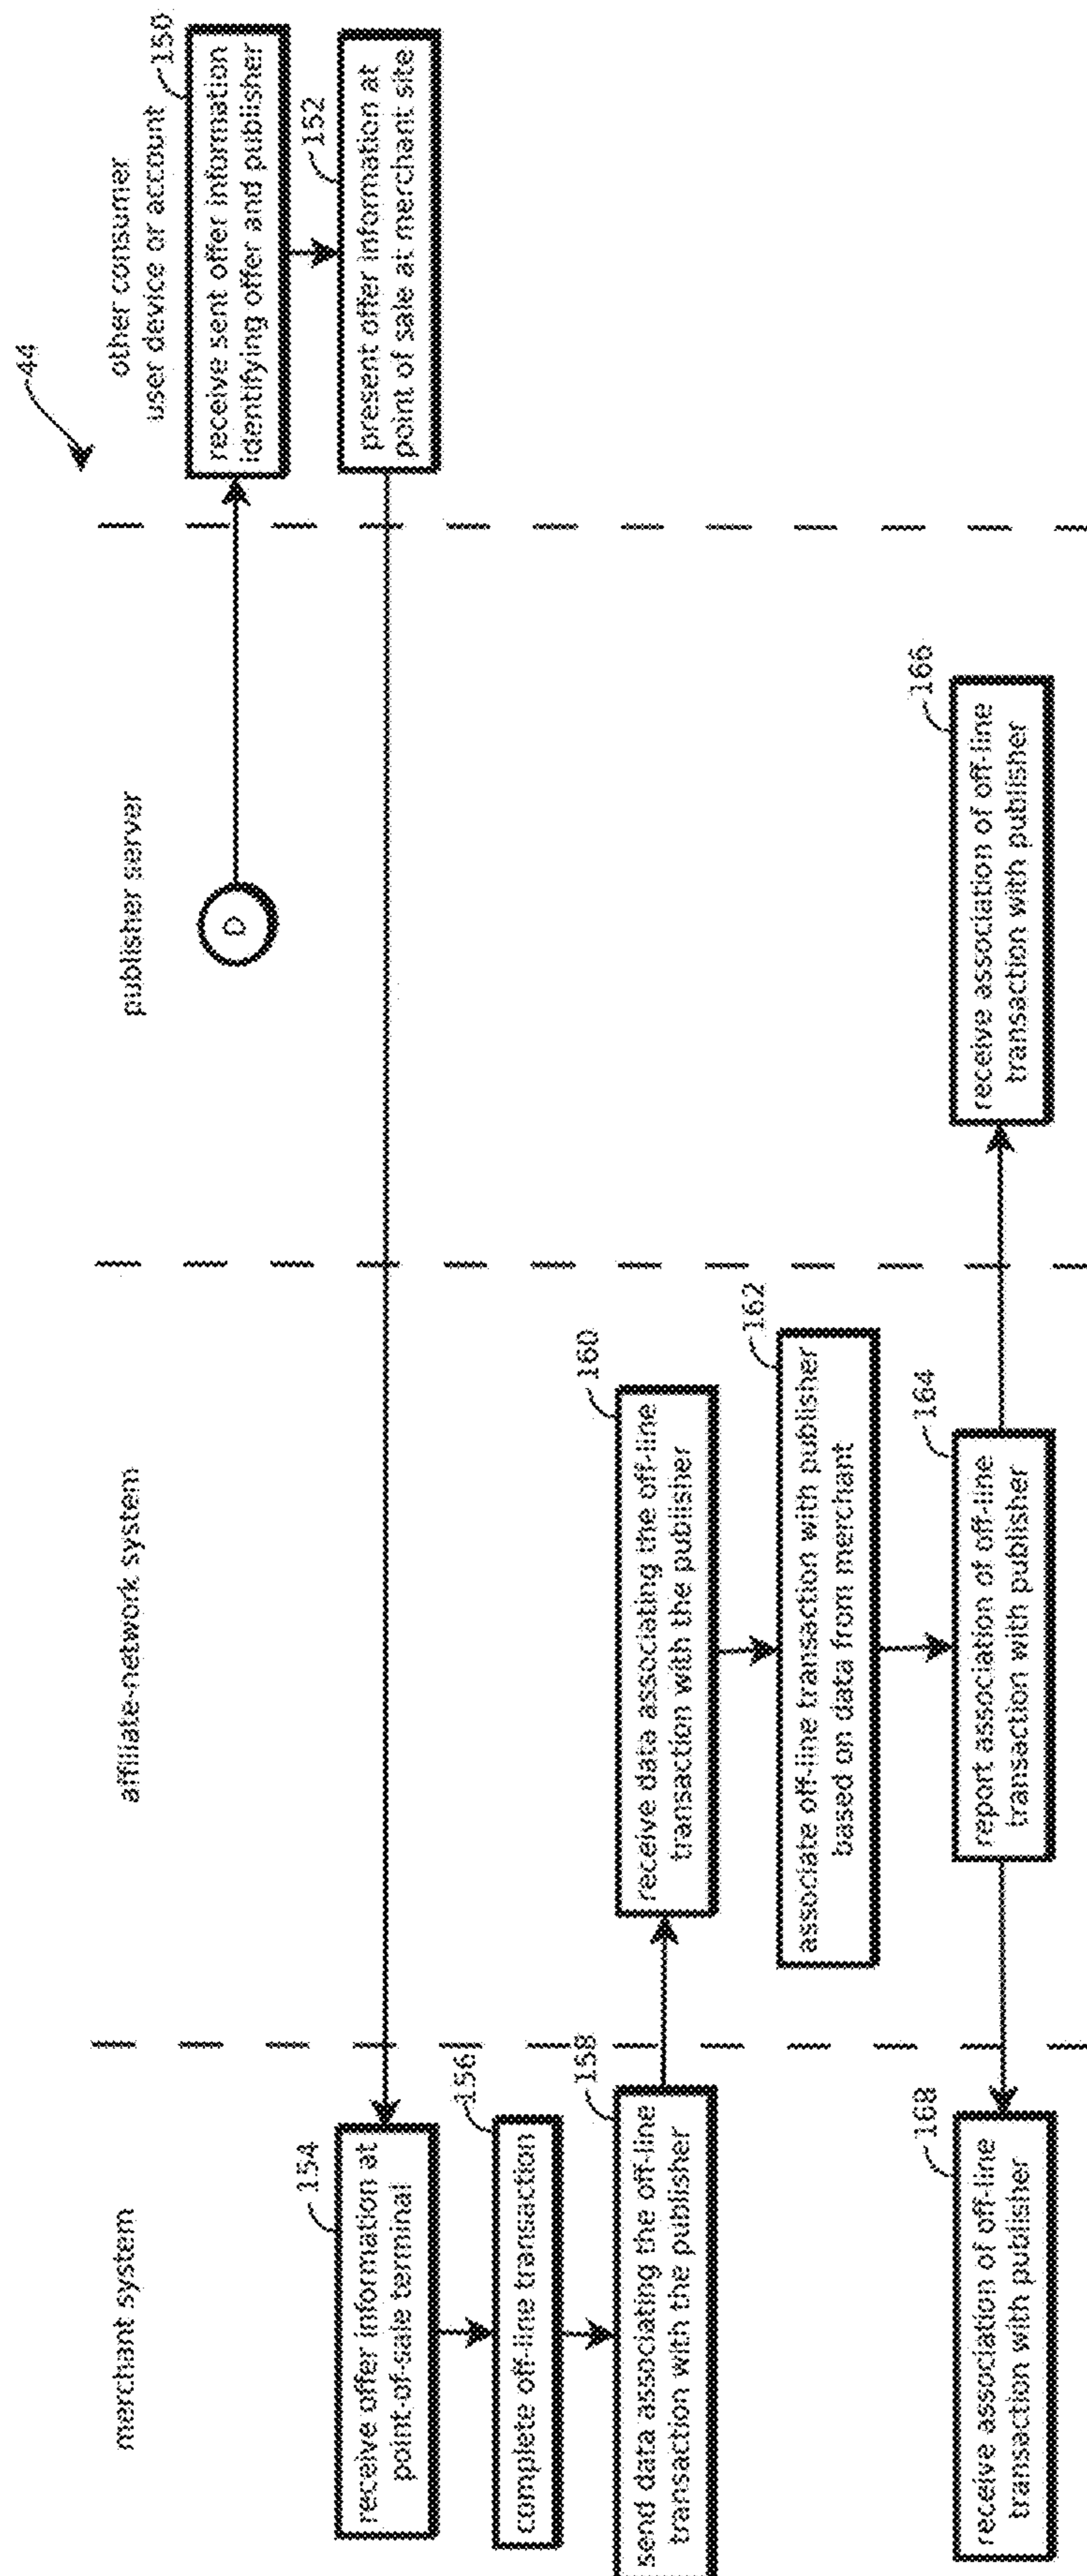 44
merchant system
affiliate-network system
publisher server
other consumer
user device or account
D
150
receive sent offer information
identifying offer and publisher
152
present offer information at
point of sale at merchant site
154
receive offer information at
point-of-sale terminal
156
complete off-line transaction
158
send data associating the off-line
transaction with the publisher
160
receive data associating the off-line
transaction with the publisher
162
associate off-line transaction with publisher
based on data from merchant
164
report association of off-line
transaction with publisher
166
receive association of off-line
transaction with publisher
168
receive association of off-line
transaction with publisher